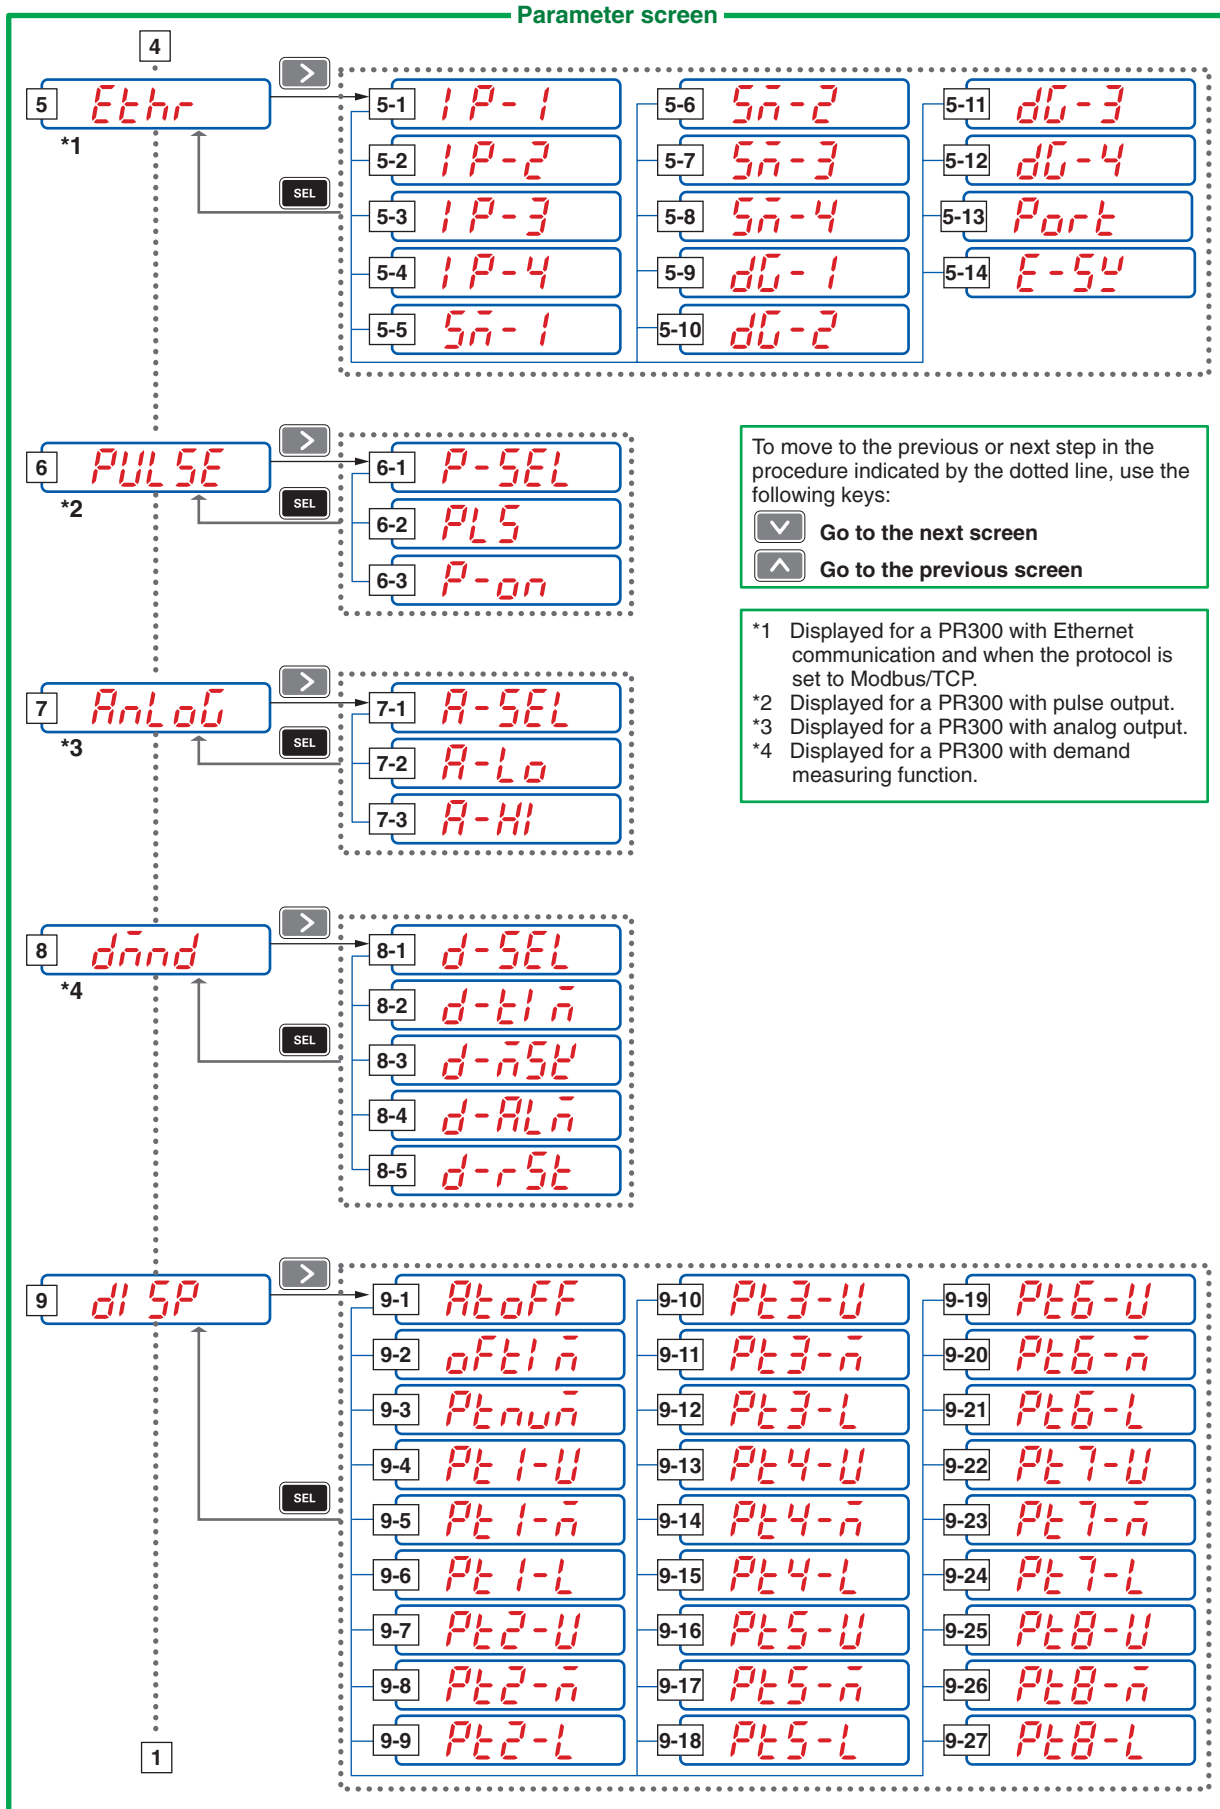 Parameter screen
4
5 Ethr
*1
SEL
5-1 IP-1
5-2 IP-2
5-3 IP-3
5-4 IP-4
5-5 Sm-1
5-6 Sm-2
5-7 Sm-3
5-8 Sm-4
5-9 dG-1
5-10 dG-2
5-11 dG-3
5-12 dG-4
5-13 Port
5-14 E-SW
6 PULSE
*2
SEL
6-1 P-SEL
6-2 PLS
6-3 P-on
To move to the previous or next step in the
procedure indicated by the dotted line, use the
following keys:
Go to the next screen
Go to the previous screen
*1 Displayed for a PR300 with Ethernet
communication and when the protocol is
set to Modbus/TCP.
*2 Displayed for a PR300 with pulse output.
*3 Displayed for a PR300 with analog output.
*4 Displayed for a PR300 with demand
measuring function.
7 AnLoG
*3
SEL
7-1 A-SEL
7-2 A-Lo
7-3 A-HI
8 dmnd
*4
SEL
8-1 d-SEL
8-2 d-tIm
8-3 d-mSK
8-4 d-ALm
8-5 d-rSt
9 dISP
SEL
9-1 AtoFF
9-2 oFtIm
9-3 Ptnum
9-4 Pt1-U
9-5 Pt1-m
9-6 Pt1-L
9-7 Pt2-U
9-8 Pt2-m
9-9 Pt2-L
9-10 Pt3-U
9-11 Pt3-m
9-12 Pt3-L
9-13 Pt4-U
9-14 Pt4-m
9-15 Pt4-L
9-16 Pt5-U
9-17 Pt5-m
9-18 Pt5-L
9-19 Pt6-U
9-20 Pt6-m
9-21 Pt6-L
9-22 Pt7-U
9-23 Pt7-m
9-24 Pt7-L
9-25 Pt8-U
9-26 Pt8-m
9-27 Pt8-L
1